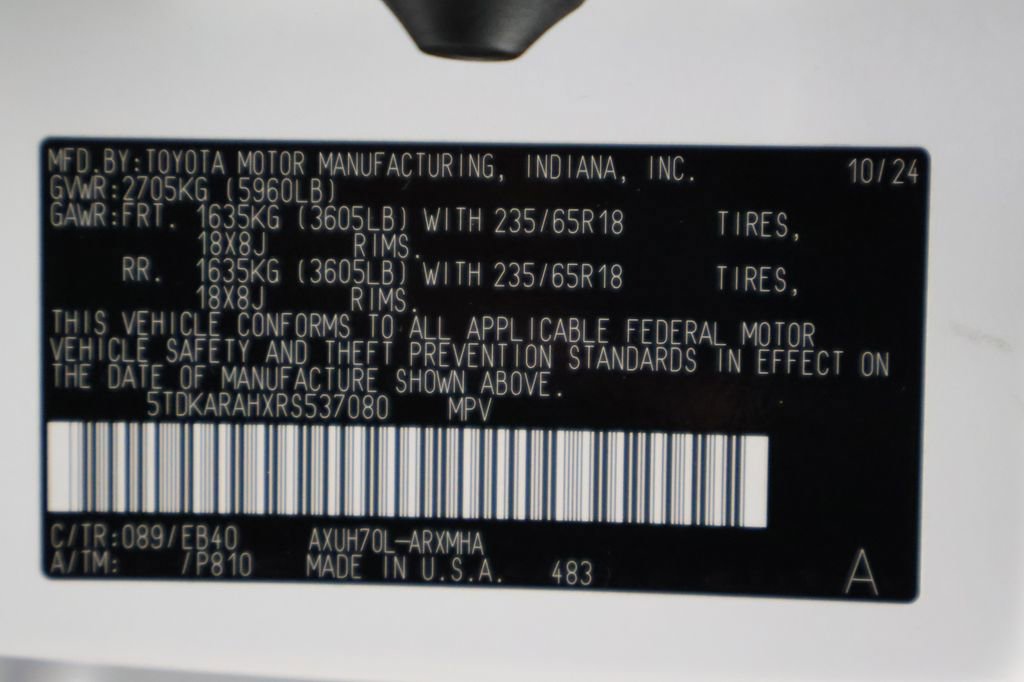 MFD.BY:TOYOTA MOTOR MANUFACTURING, INDIANA, INC. 10/24
GVWR:2705KG (5960LB)
GAWR:FRT. 1635KG (3605LB) WITH 235/65R18 TIRES,
18X8J RIMS.
RR. 1635KG (3605LB) WITH 235/65R18 TIRES,
18X8J RIMS.
THIS VEHICLE CONFORMS TO ALL APPLICABLE FEDERAL MOTOR
VEHICLE SAFETY AND THEFT PREVENTION STANDARDS IN EFFECT ON
THE DATE OF MANUFACTURE SHOWN ABOVE.
5TDKARAHXRS537080 MPV
C/TR:089/EB40 AXUH70L-ARXMHA
A/TM: /P810 MADE IN U.S.A. 483 A